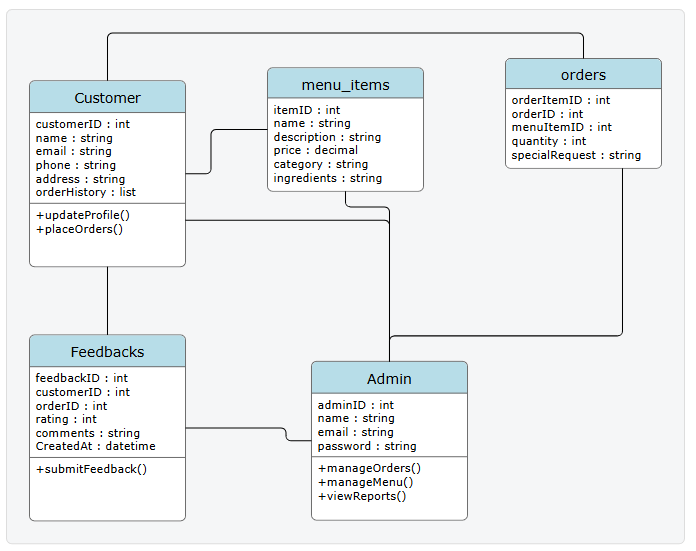 Customer
customerID : int
name : string
email : string
phone : string
address : string
orderHistory : list
+updateProfile()
+placeOrders()
menu_items
itemID : int
name : string
description : string
price : decimal
category : string
ingredients : string
orders
orderItemID : int
orderID : int
menuItemID : int
quantity : int
specialRequest : string
Feedbacks
feedbackID : int
customerID : int
orderID : int
rating : int
comments : string
CreatedAt : datetime
+submitFeedback()
Admin
adminID : int
name : string
email : string
password : string
+manageOrders()
+manageMenu()
+viewReports()